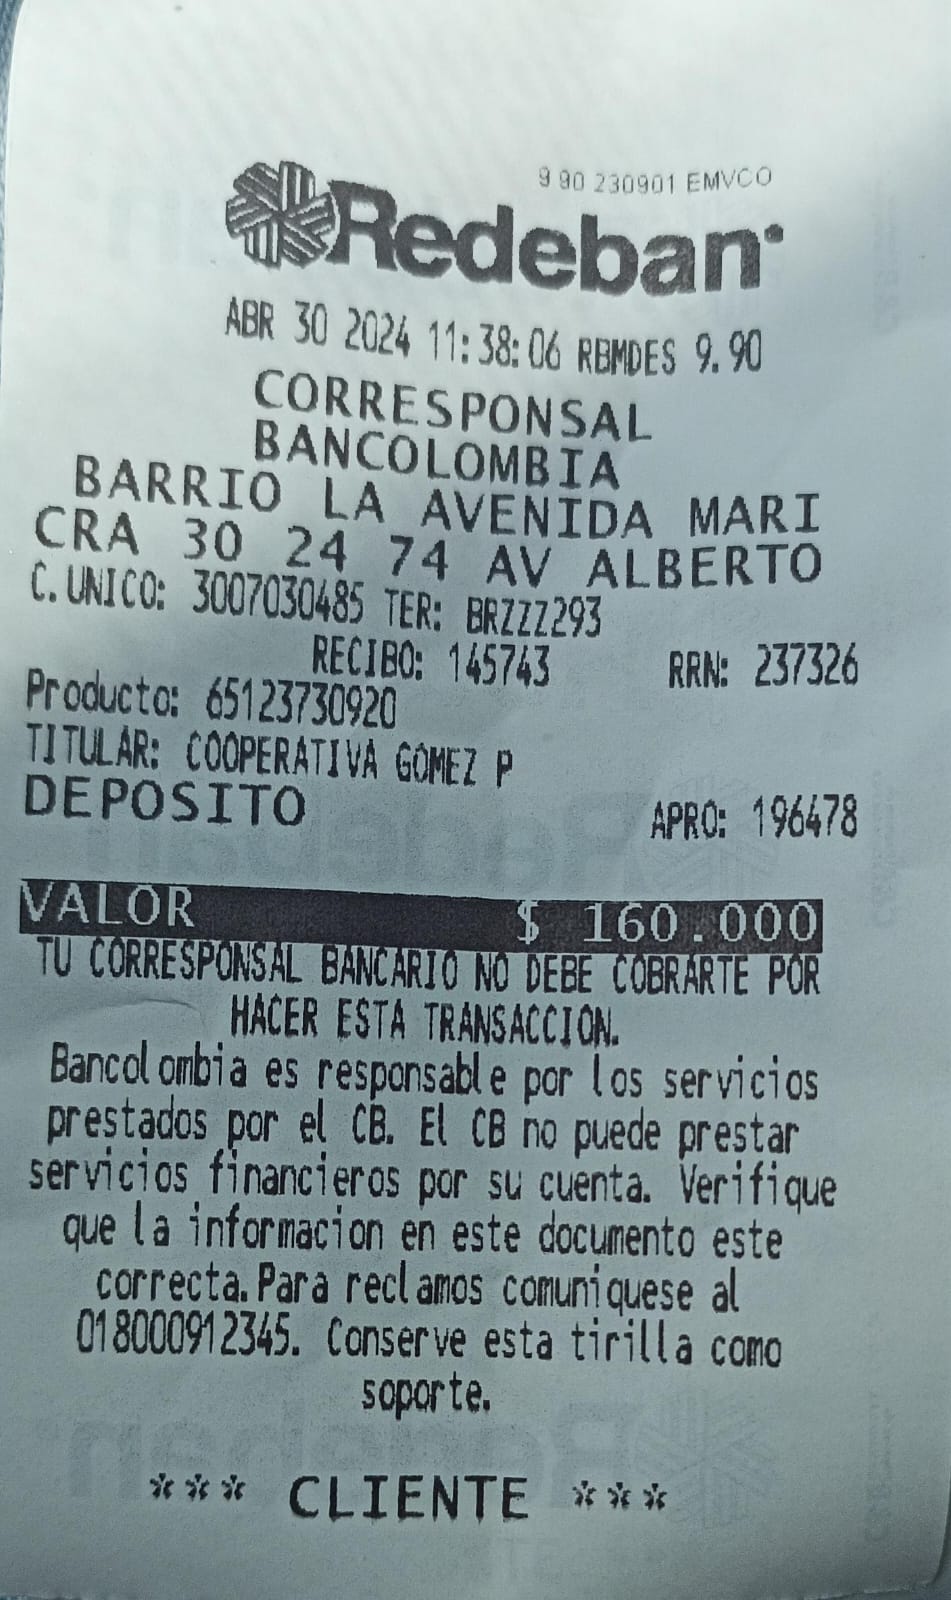 9 90 230901 EMVCO
Redeban
ABR 30 2024 11:38:06 RBMDES 9.90
CORRESPONSAL
BANCOLOMBIA
BARRIO LA AVENIDA MARI
CRA 30 24 74 AV ALBERTO
C.UNICO: 3007030485 TER: BRZZZ293
RECIBO: 145743 RRN: 237326
Producto: 65123730920
TITULAR: COOPERATIVA GOMEZ P
DEPOSITO APRO: 196478
VALOR $ 160.000
TU CORRESPONSAL BANCARIO NO DEBE COBRARTE POR
HACER ESTA TRANSACCION.
Bancolombia es responsable por los servicios
prestados por el CB. El CB no puede prestar
servicios financieros por su cuenta. Verifique
que la informacion en este documento este
correcta.Para reclamos comuniquese al
018000912345. Conserve esta tirilla como
soporte.
*** CLIENTE ***